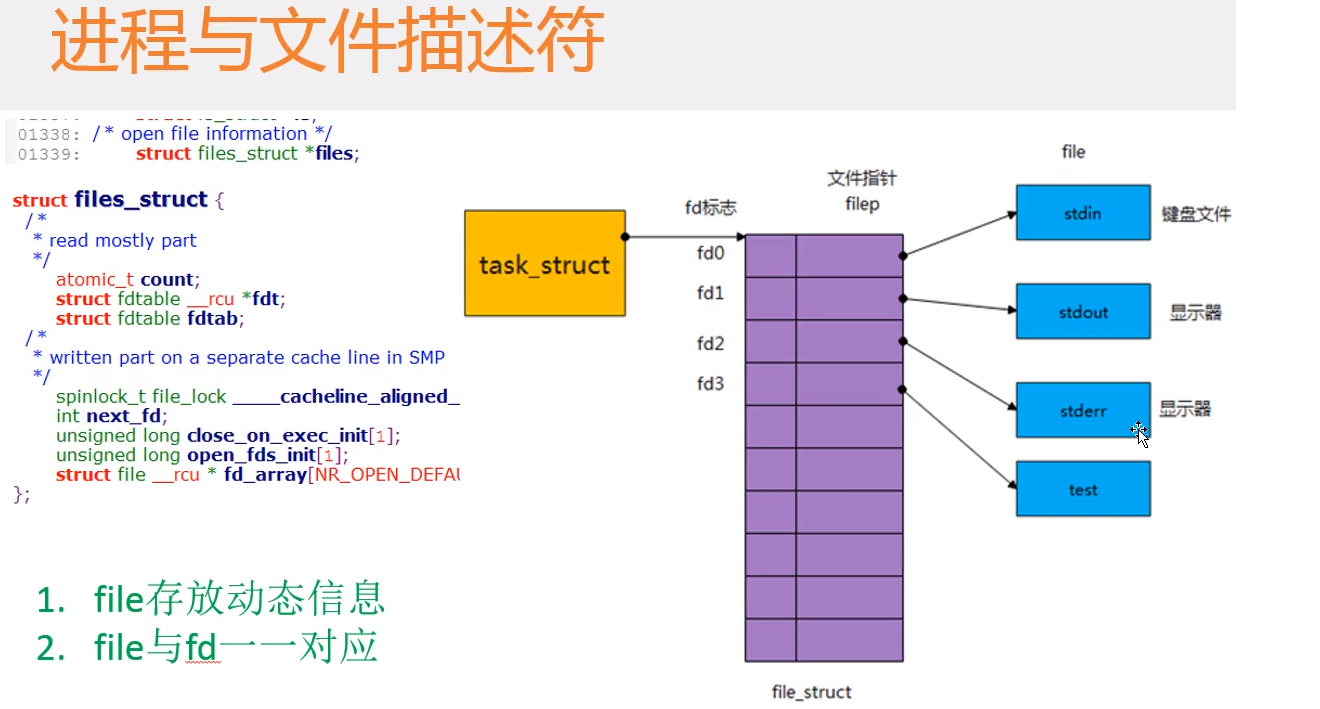 进程与文件描述符
01338: /* open file information */
01339: struct files_struct *files;
struct files_struct {
/*
* read mostly part
*/
atomic_t count;
struct fdtable __rcu *fdt;
struct fdtable fdtab;
/*
* written part on a separate cache line in SMP
*/
spinlock_t file_lock ____cacheline_aligned_
int next_fd;
unsigned long close_on_exec_init[1];
unsigned long open_fds_init[1];
struct file __rcu * fd_array[NR_OPEN_DEFAU
};
1. file存放动态信息
2. file与fd一一对应
task_struct
fd标志
文件指针
filep
fd0
fd1
fd2
fd3
file_struct
file
stdin
键盘文件
stdout
显示器
stderr
显示器
test